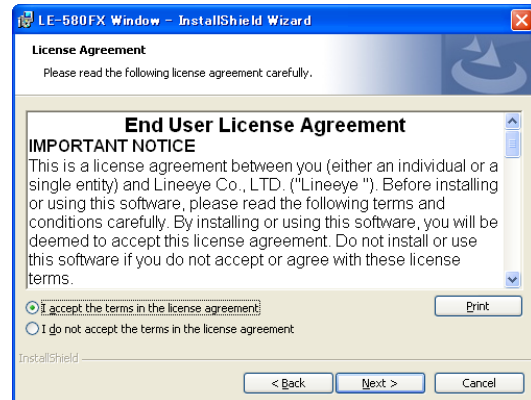 LE-580FX Window - InstallShield Wizard
License Agreement
Please read the following license agreement carefully.
End User License Agreement
IMPORTANT NOTICE
This is a license agreement between you (either an individual or a
single entity) and Lineeye Co., LTD. ("Lineeye "). Before installing
or using this software, please read the following terms and
conditions carefully. By installing or using this software, you will be
deemed to accept this license agreement. Do not install or use
this software if you do not accept or agree with these license
terms.
I accept the terms in the license agreement
Print
I do not accept the terms in the license agreement
InstallShield
< Back
Next >
Cancel